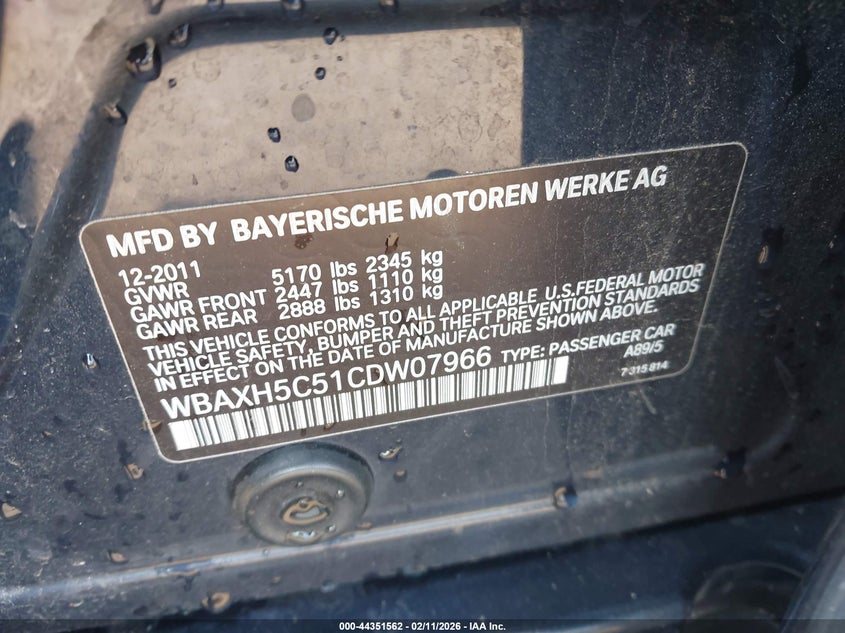 MFD BY BAYERISCHE MOTOREN WERKE AG
12-2011
GVWR 5170 lbs 2345 kg
GAWR FRONT 2447 lbs 1110 kg
GAWR REAR 2888 lbs 1310 kg
THIS VEHICLE CONFORMS TO ALL APPLICABLE U.S.FEDERAL MOTOR
VEHICLE SAFETY, BUMPER AND THEFT PREVENTION STANDARDS
IN EFFECT ON THE DATE OF MANUFACTURE SHOWN ABOVE.
WBAXH5C51CDW07966 TYPE: PASSENGER CAR
A89/5
7 315 814
000-44351562 - 02/11/2026 - IAA Inc.